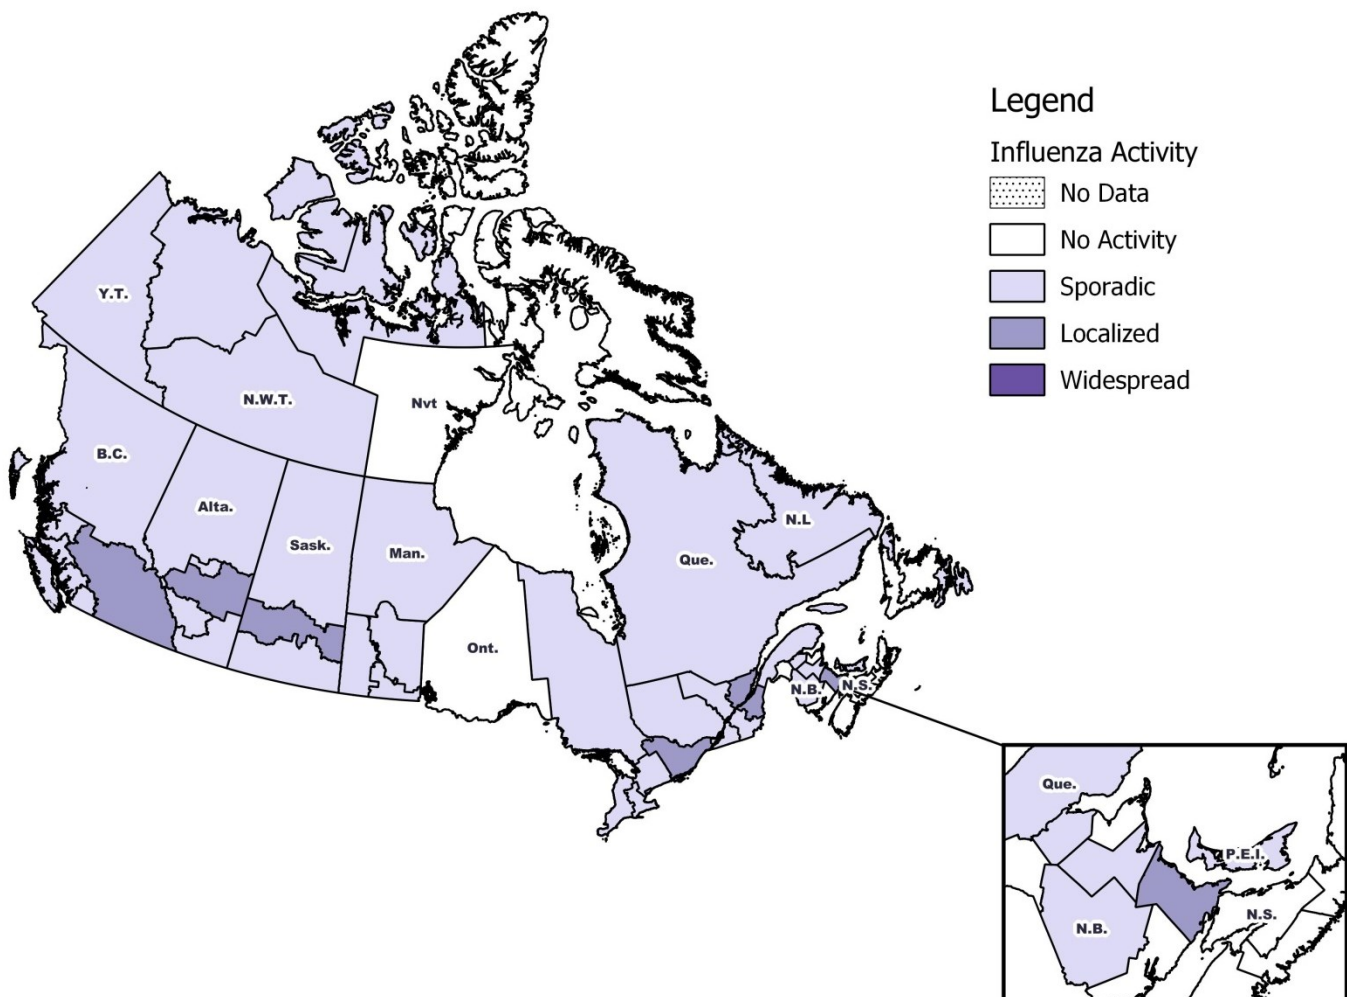 Legend
Influenza Activity
No Data
No Activity
Sporadic
Localized
Widespread
Y.T.
N.W.T.
Nvt
B.C.
Alta.
Sask.
Man.
Ont.
Que.
N.L
N.B.
N.S.
Que.
P.E.I.
N.S.
N.B.